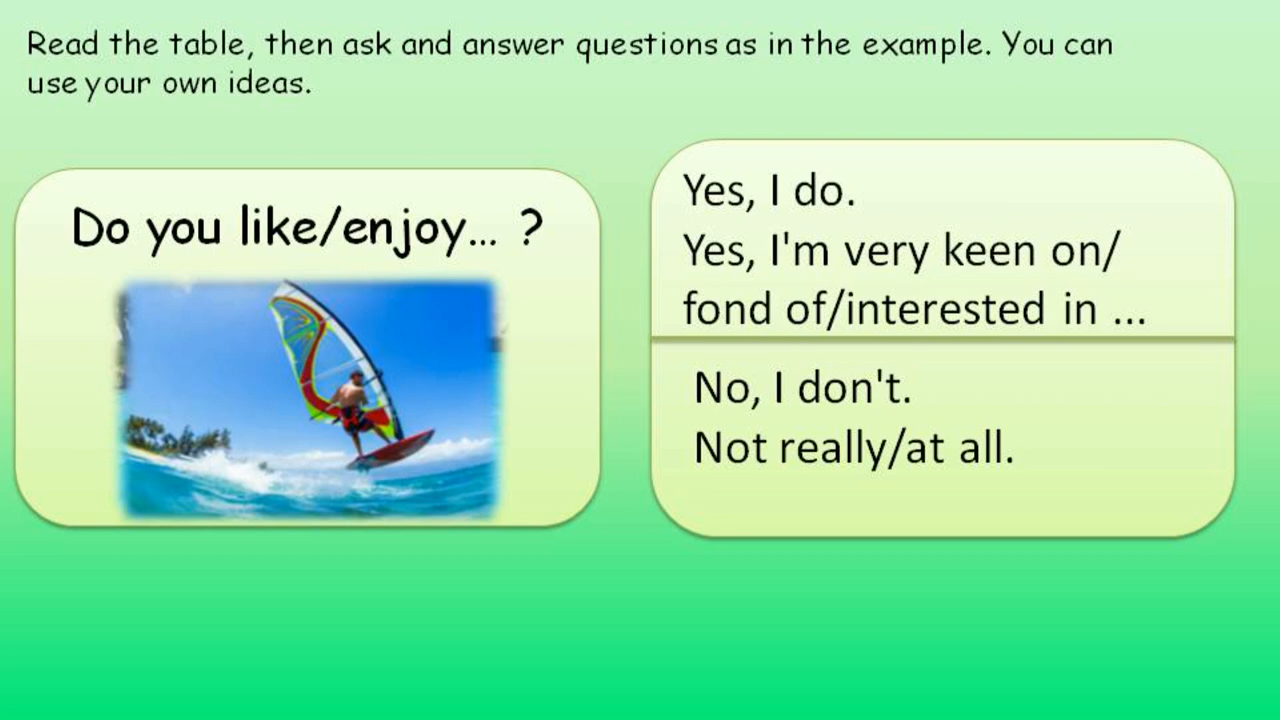 Read the table, then ask and answer questions as in the example. You can
use your own ideas.
Do you like/enjoy... ?
Yes, I do.
Yes, I'm very keen on/
fond of/interested in ...
No, I don't.
Not really/at all.